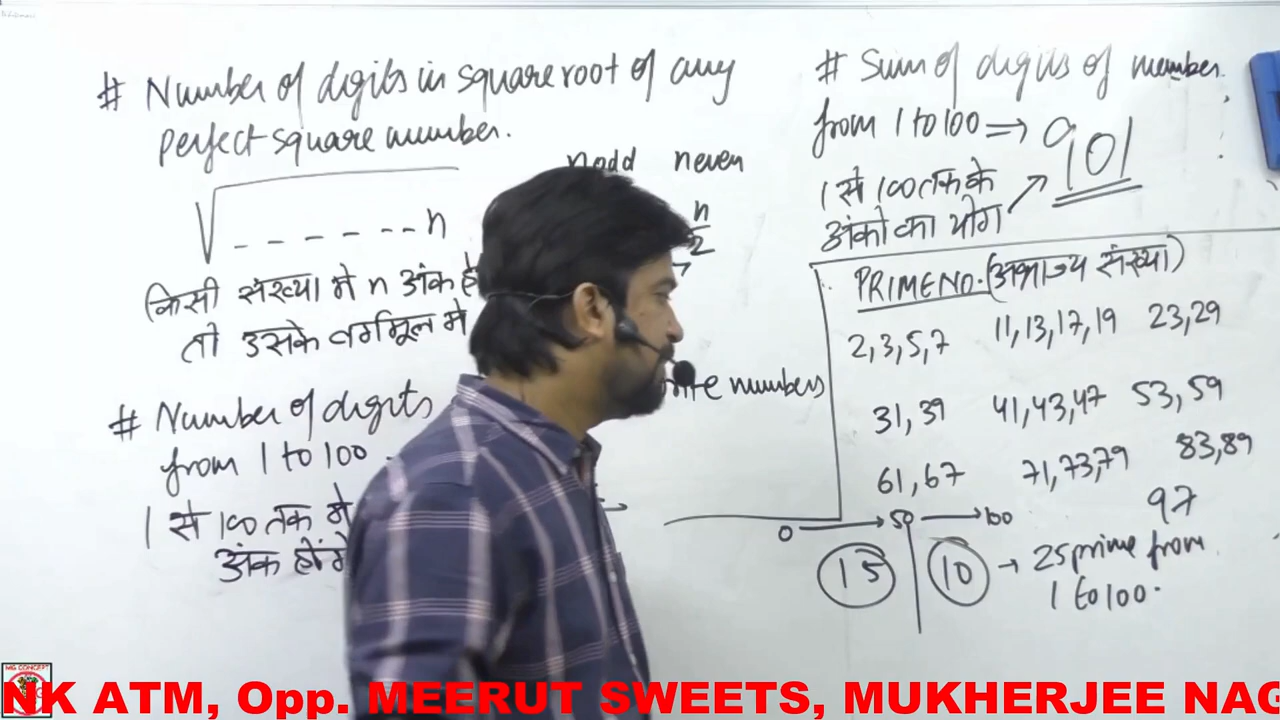 # Number of digits in square root of any
perfect square number.
n odd n even
n
n/2
किसी संख्या मे n अंक हो
तो उसके वर्गमूल मे
# Number of digits
from 1 to 100
1 से 100 तक मे
अंक होंगे
numbers
# Sum of digits of number
from 1 to 100 ⇒ 901
1 से 100 तक के
अंको का योग
PRIME NO. (अभाज्य संख्या)
2, 3, 5, 7 11, 13, 17, 19 23, 29
31, 39 41, 43, 47 53, 59
61, 67 71, 73, 79 83, 89
97
0 → 50 → 100
15 10 → 25 prime from
1 to 100.
NK ATM, Opp. MEERUT SWEETS, MUKHERJEE NAG